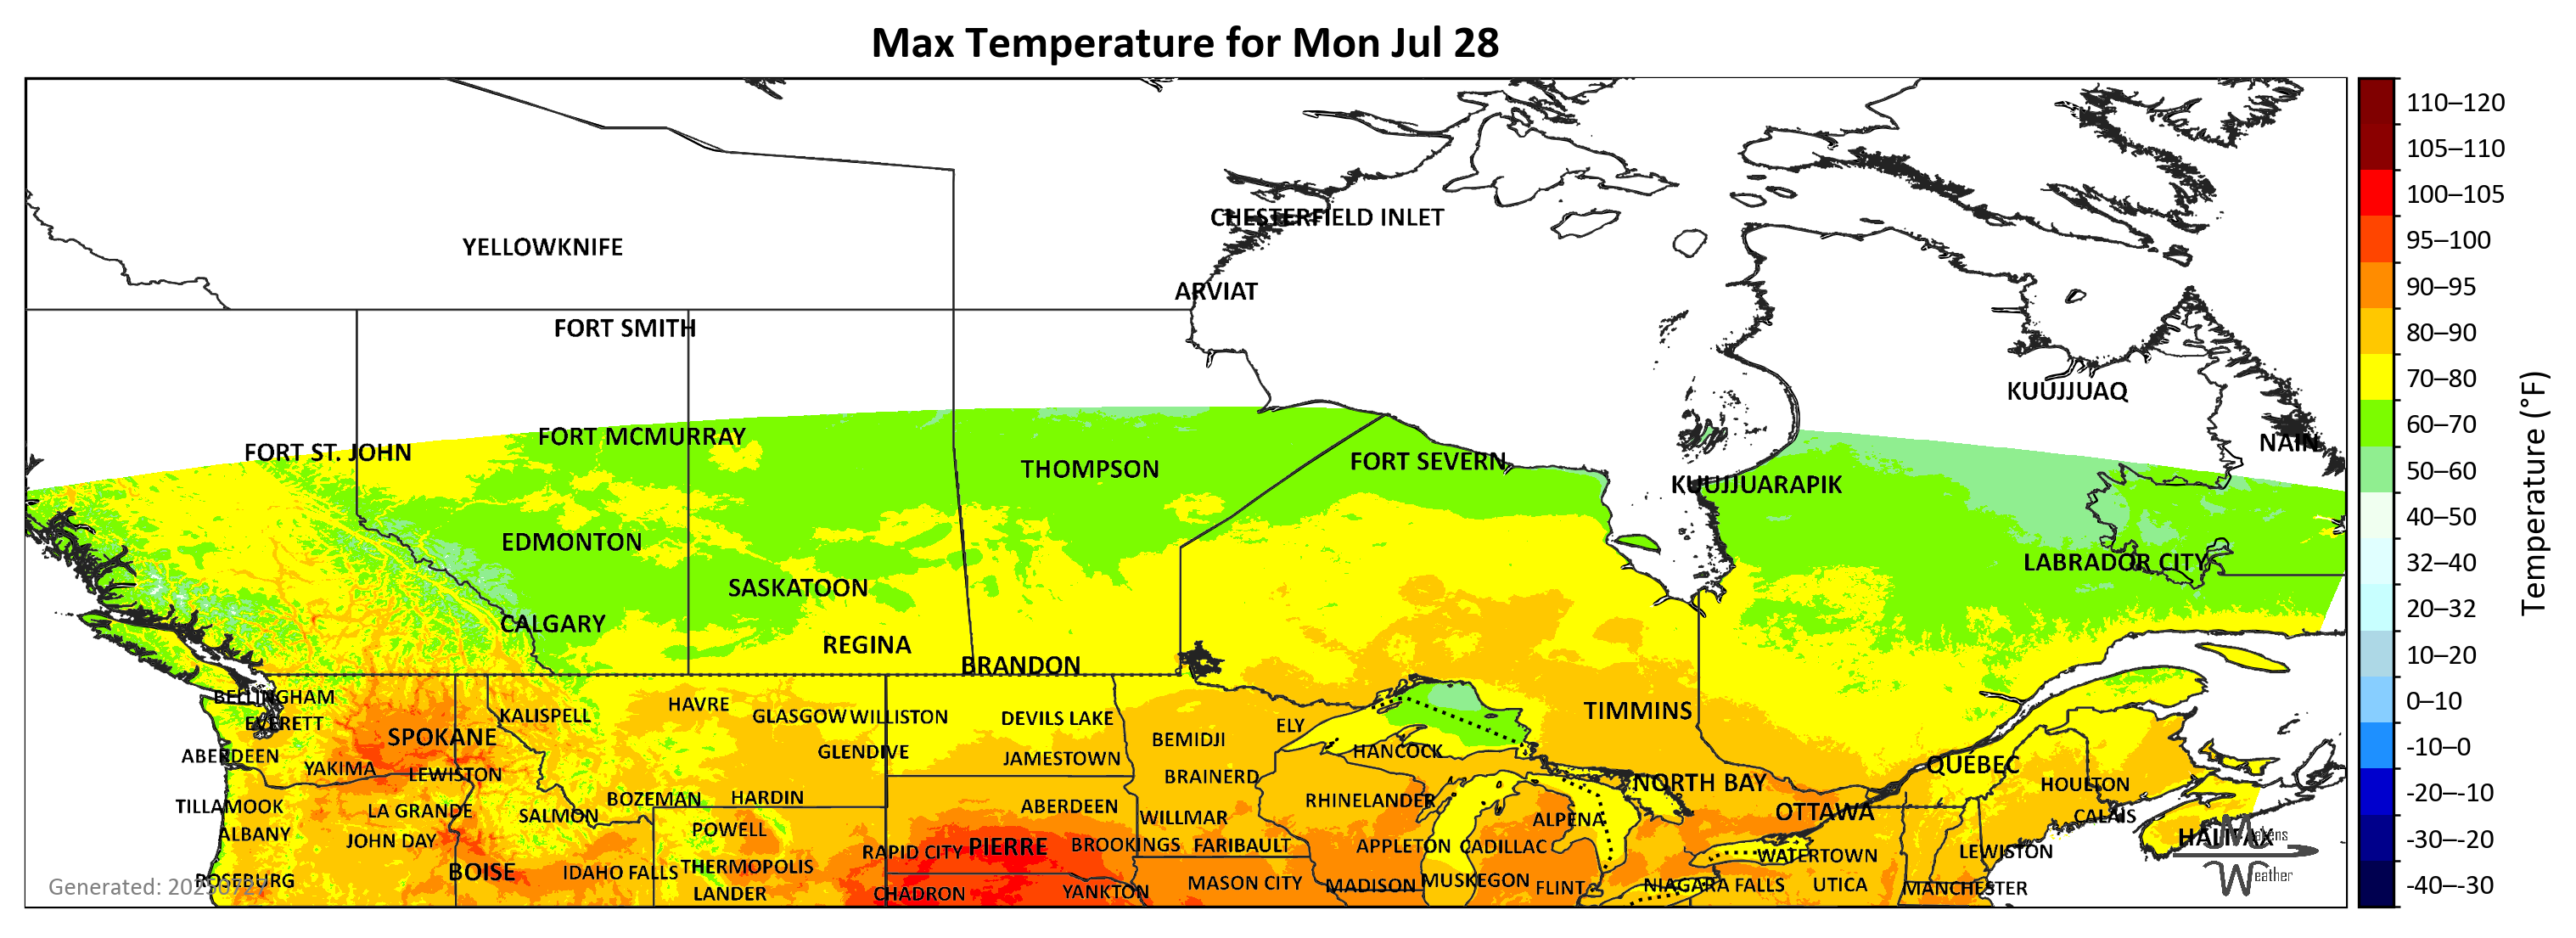 Max Temperature for Mon Jul 28
110–120
105–110
100–105
95–100
90–95
80–90
70–80
60–70
50–60
40–50
32–40
20–32
10–20
0–10
-10–0
-20–-10
-30–-20
-40–-30
Temperature (°F)
CHESTERFIELD INLET
YELLOWKNIFE
ARVIAT
FORT SMITH
KUUJJUAQ
FORT MCMURRAY
NAIN
FORT ST. JOHN
FORT SEVERN
THOMPSON
KUUJJUARAPIK
EDMONTON
LABRADOR CITY
SASKATOON
CALGARY
REGINA
BRANDON
BELLINGHAM
HAVRE
TIMMINS
KALISPELL
GLASGOW
WILLISTON
DEVILS LAKE
EVERETT
ELY
SPOKANE
BEMIDJI
HANCOCK
GLENDIVE
ABERDEEN
JAMESTOWN
QUÉBEC
YAKIMA
LEWISTON
BRAINERD
NORTH BAY
HOULTON
BOZEMAN
HARDIN
RHINELANDER
TILLAMOOK
ABERDEEN
LA GRANDE
SALMON
WILLMAR
ALPENA
OTTAWA
CALAIS
ALBANY
POWELL
JOHN DAY
RAPID CITY
PIERRE
BROOKINGS
FARIBAULT
APPLETON
CADILLAC
HALIFAX
Makens
WATERTOWN
LEWISTON
BOISE
IDAHO FALLS
THERMOPOLIS
Weather
ROSEBURG
Generated: 20250727
MASON CITY
MADISON
MUSKEGON
FLINT
NIAGARA FALLS
UTICA
MANCHESTER
LANDER
CHADRON
YANKTON